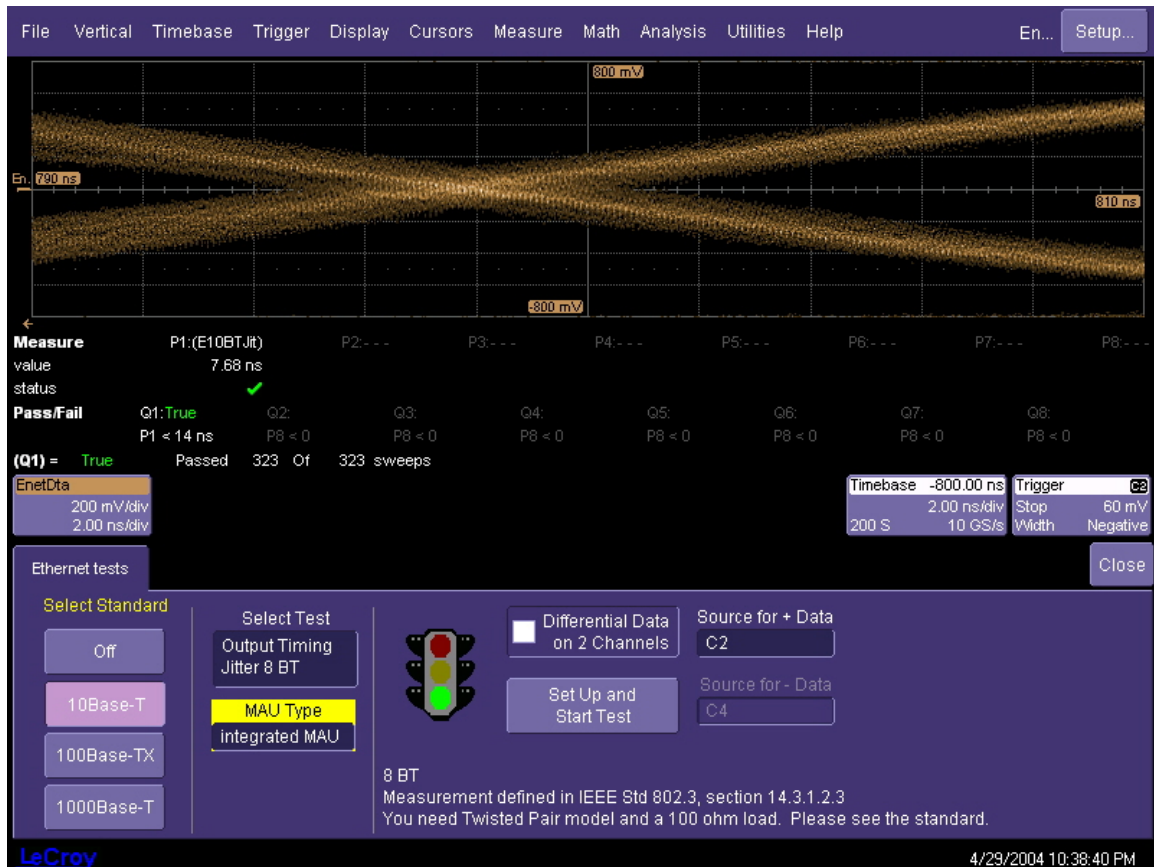 File Vertical Timebase Trigger Display Cursors Measure Math Analysis Utilities Help En... Setup...
800 mV
En. 790 ns
810 ns
-800 mV
Measure P1:(E10BTJit) P2:- - - P3:- - - P4:- - - P5:- - - P6:- - - P7:- - - P8:- - -
value 7.68 ns
status
Pass/Fail Q1:True Q2: Q3: Q4: Q5: Q6: Q7: Q8:
P1 < 14 ns P8 < 0 P8 < 0 P8 < 0 P8 < 0 P8 < 0 P8 < 0 P8 < 0
(Q1) = True Passed 323 Of 323 sweeps
EnetDta
200 mV/div
2.00 ns/div
Timebase -800.00 ns
2.00 ns/div
200 S 10 GS/s
Trigger C2
Stop 60 mV
Width Negative
Ethernet tests
Close
Select Standard
Off
10Base-T
100Base-TX
1000Base-T
Select Test
Output Timing
Jitter 8 BT
MAU Type
integrated MAU
Differential Data
on 2 Channels
Set Up and
Start Test
Source for + Data
C2
Source for - Data
C4
8 BT
Measurement defined in IEEE Std 802.3, section 14.3.1.2.3
You need Twisted Pair model and a 100 ohm load. Please see the standard.
LeCroy
4/29/2004 10:38:40 PM